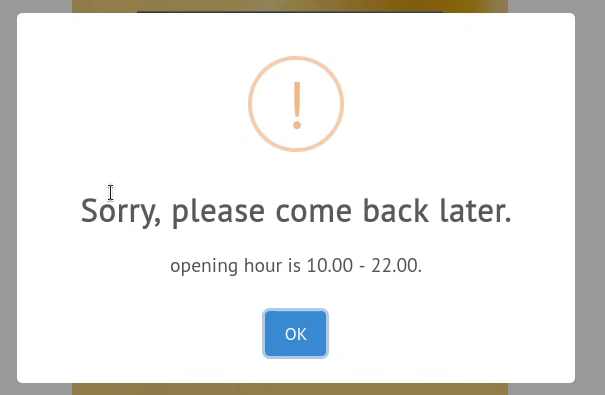 !
Sorry, please come back later.
opening hour is 10.00 - 22.00.
OK